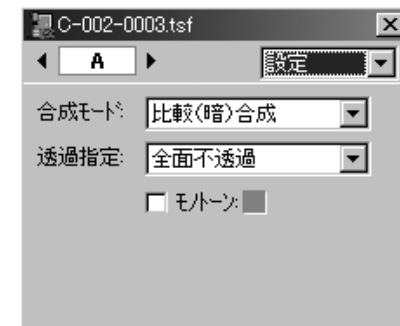 C-002-0003.tsf
A 設定
合成ﾓｰﾄﾞ: 比較(暗)合成
透過指定: 全面不透過
ﾓﾉﾄｰﾝ: